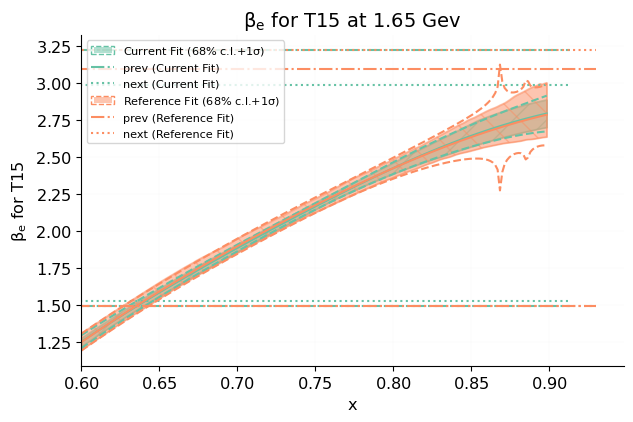 βₑ for T15 at 1.65 Gev
Current Fit (68% c.l.+1σ)
prev (Current Fit)
next (Current Fit)
Reference Fit (68% c.l.+1σ)
prev (Reference Fit)
next (Reference Fit)
βₑ for T15
3.25
3.00
2.75
2.50
2.25
2.00
1.75
1.50
1.25
0.60 0.65 0.70 0.75 0.80 0.85 0.90
x